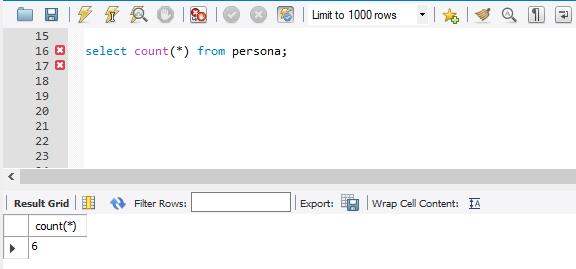 Limit to 1000 rows
15
16 select count(*) from persona;
17
18
19
20
21
22
23
Result Grid Filter Rows: Export: Wrap Cell Content:
count(*)
6